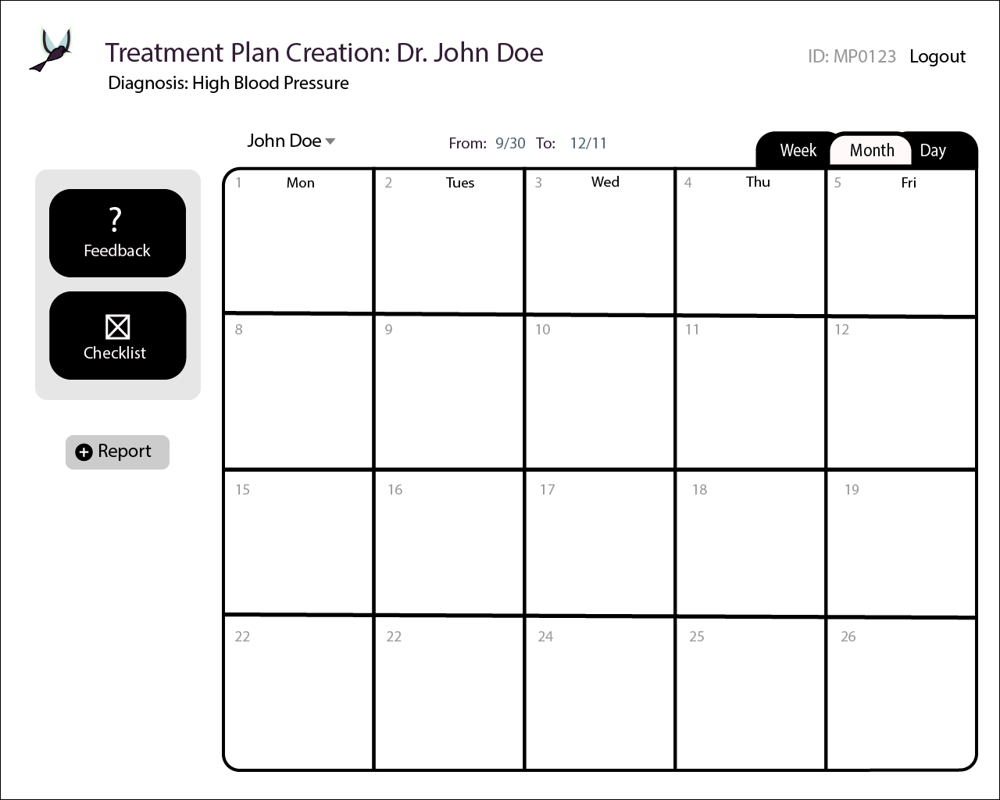 Treatment Plan Creation: Dr. John Doe
ID: MP0123 Logout
Diagnosis: High Blood Pressure
John Doe
From: 9/30 To: 12/11
Week Month Day
1 Mon 2 Tues 3 Wed 4 Thu 5 Fri
?
Feedback
Checklist
8 9 10 11 12
Report
15 16 17 18 19
22 22 24 25 26